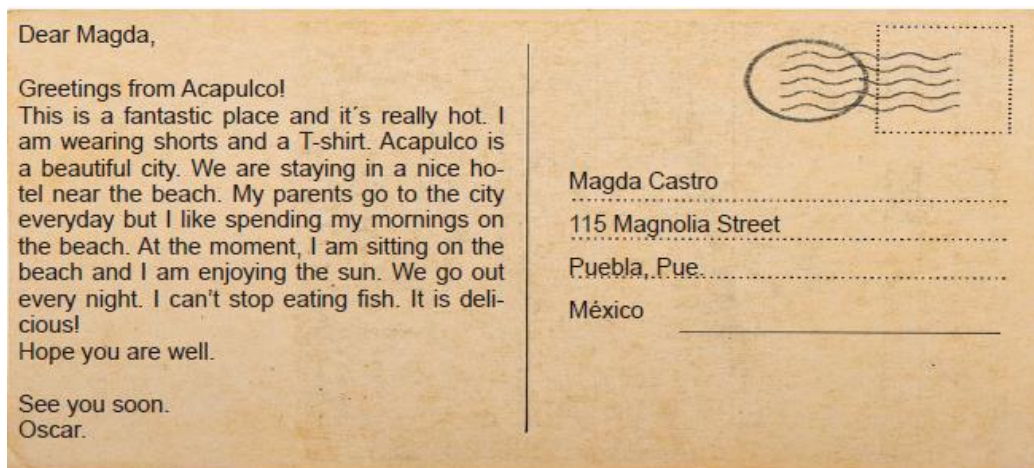 Dear Magda,
Greetings from Acapulco!
This is a fantastic place and it´s really hot. I
am wearing shorts and a T-shirt. Acapulco is
a beautiful city. We are staying in a nice ho-
tel near the beach. My parents go to the city
everyday but I like spending my mornings on
the beach. At the moment, I am sitting on the
beach and I am enjoying the sun. We go out
every night. I can't stop eating fish. It is deli-
cious!
Hope you are well.
See you soon.
Oscar.
Magda Castro
115 Magnolia Street
Puebla, Pue.
México